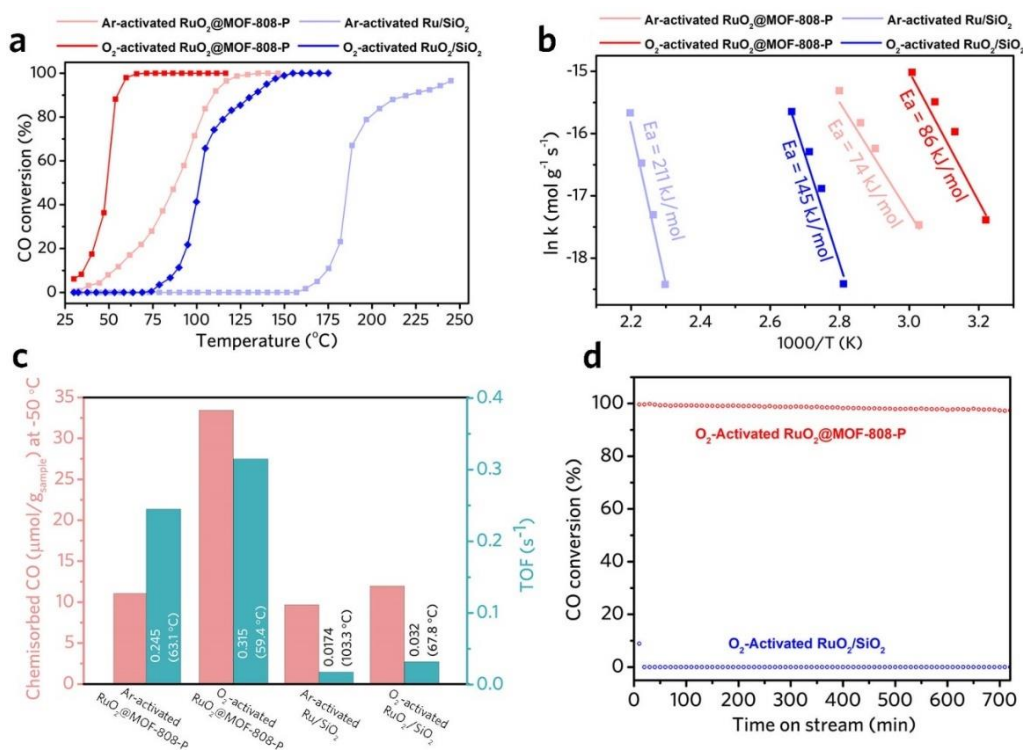 a
Ar-activated RuO₂@MOF-808-P
Ar-activated Ru/SiO₂
O₂-activated RuO₂@MOF-808-P
O₂-activated RuO₂/SiO₂
CO conversion (%)
100
80
60
40
20
0
25 50 75 100 125 150 175 200 225 250
Temperature (°C)
b
Ar-activated RuO₂@MOF-808-P
Ar-activated Ru/SiO₂
O₂-activated RuO₂@MOF-808-P
O₂-activated RuO₂/SiO₂
ln k (mol g⁻¹ s⁻¹)
-15
-16
-17
-18
Ea = 211 kJ/mol
Ea = 145 kJ/mol
Ea = 74 kJ/mol
Ea = 86 kJ/mol
2.2 2.4 2.6 2.8 3.0 3.2
1000/T (K)
c
Chemisorbed CO (μmol/gsample) at -50 °C
35
30
25
20
15
10
5
0
0.245
(63.1 °C)
0.315
(59.4 °C)
0.0174
(103.3 °C)
0.032
(67.8 °C)
0.4
0.3
0.2
0.1
0.0
TOF (s⁻¹)
Ar-activated
RuO₂@MOF-808-P
O₂-activated
RuO₂@MOF-808-P
Ar-activated
Ru/SiO₂
O₂-activated
RuO₂/SiO₂
d
CO conversion (%)
100
80
60
40
20
0
O₂-Activated RuO₂@MOF-808-P
O₂-Activated RuO₂/SiO₂
0 100 200 300 400 500 600 700
Time on stream (min)